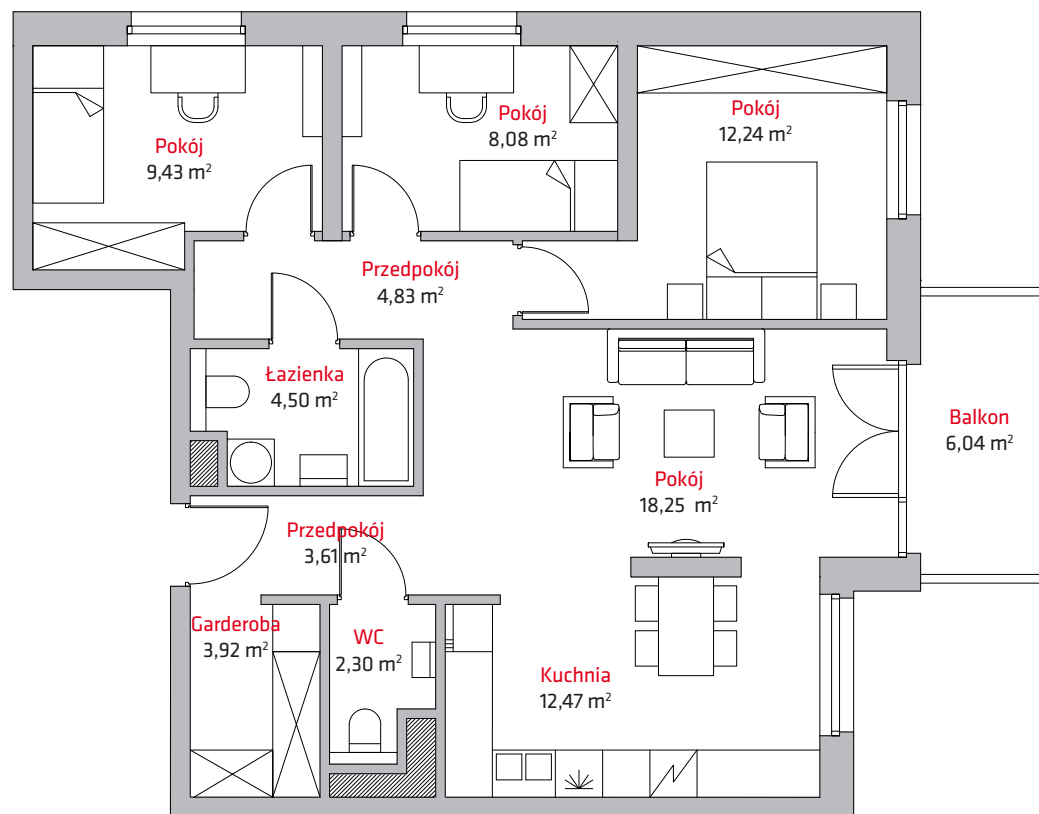 Pokój
9,43 m²
Pokój
8,08 m²
Pokój
12,24 m²
Przedpokój
4,83 m²
Łazienka
4,50 m²
Balkon
6,04 m²
Pokój
18,25 m²
Przedpokój
3,61 m²
Garderoba
3,92 m²
WC
2,30 m²
Kuchnia
12,47 m²